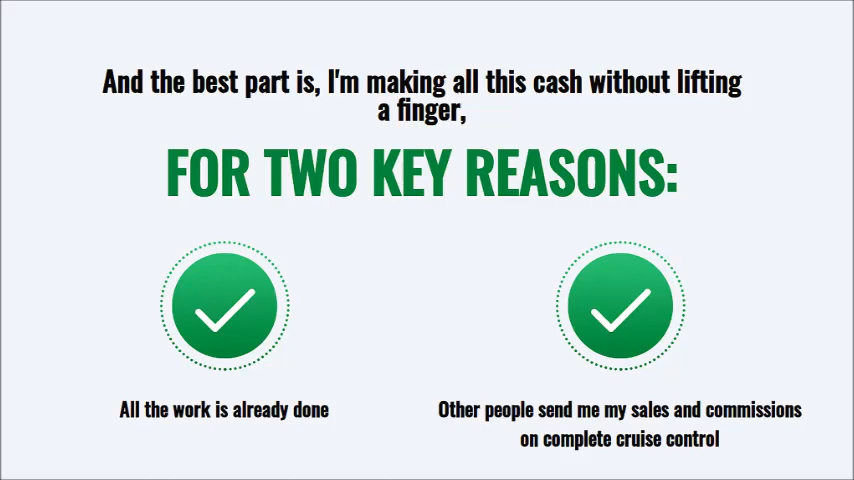 And the best part is, I'm making all this cash without lifting
a finger,
FOR TWO KEY REASONS:
All the work is already done
Other people send me my sales and commissions
on complete cruise control